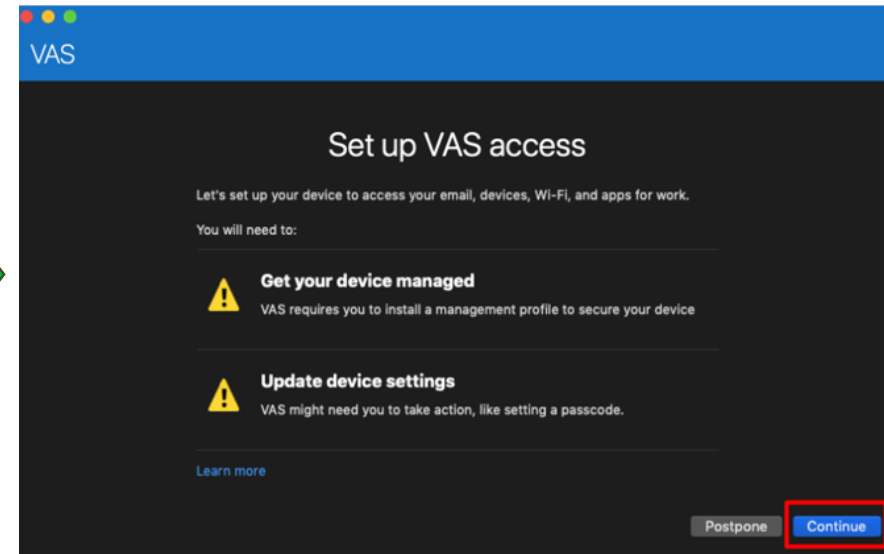 VAS
Set up VAS access
Let's set up your device to access your email, devices, Wi-Fi, and apps for work.
You will need to:
Get your device managed
VAS requires you to install a management profile to secure your device
Update device settings
VAS might need you to take action, like setting a passcode.
Learn more
Postpone
Continue